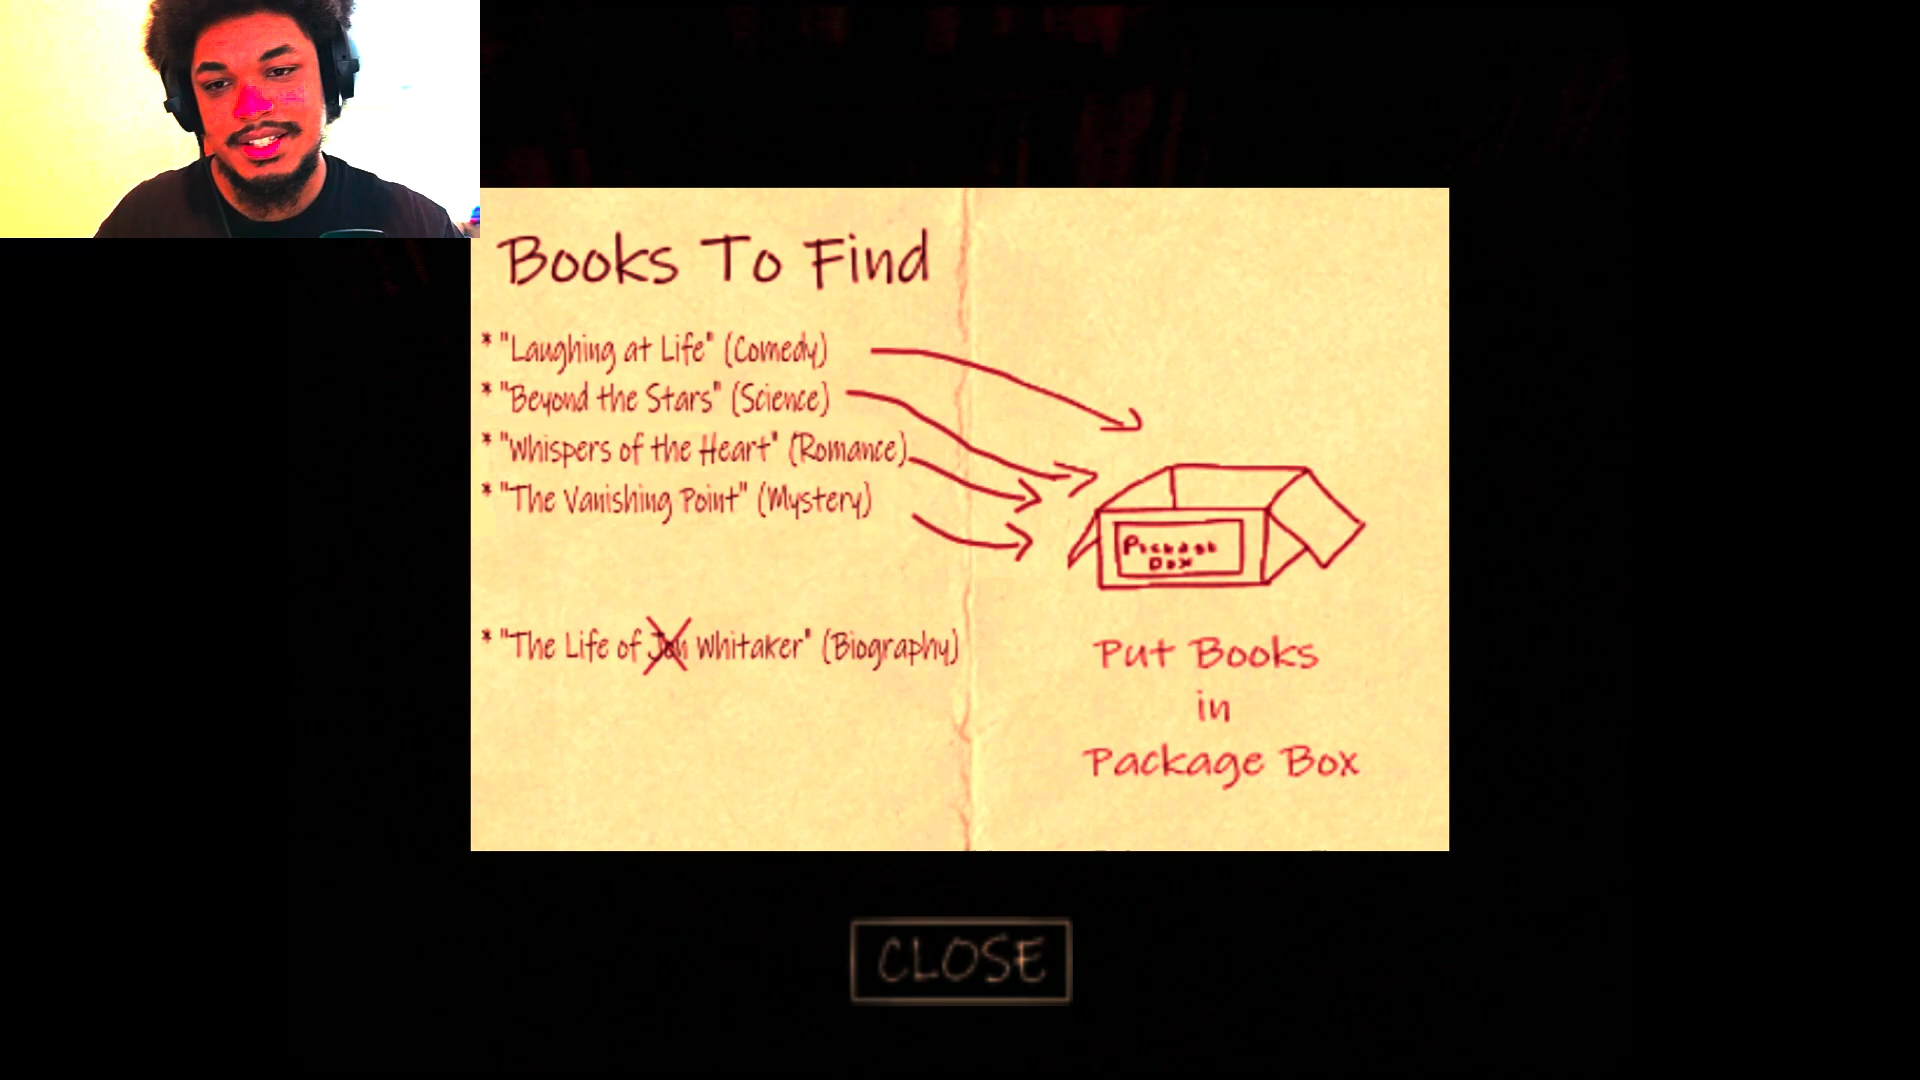 Books To Find
* "Laughing at Life" (Comedy)
* "Beyond the Stars" (Science)
* "Whispers of the Heart" (Romance)
* "The Vanishing Point" (Mystery)
* "The Life of Jon Whitaker" (Biography)
Package
Box
Put Books
in
Package Box
CLOSE